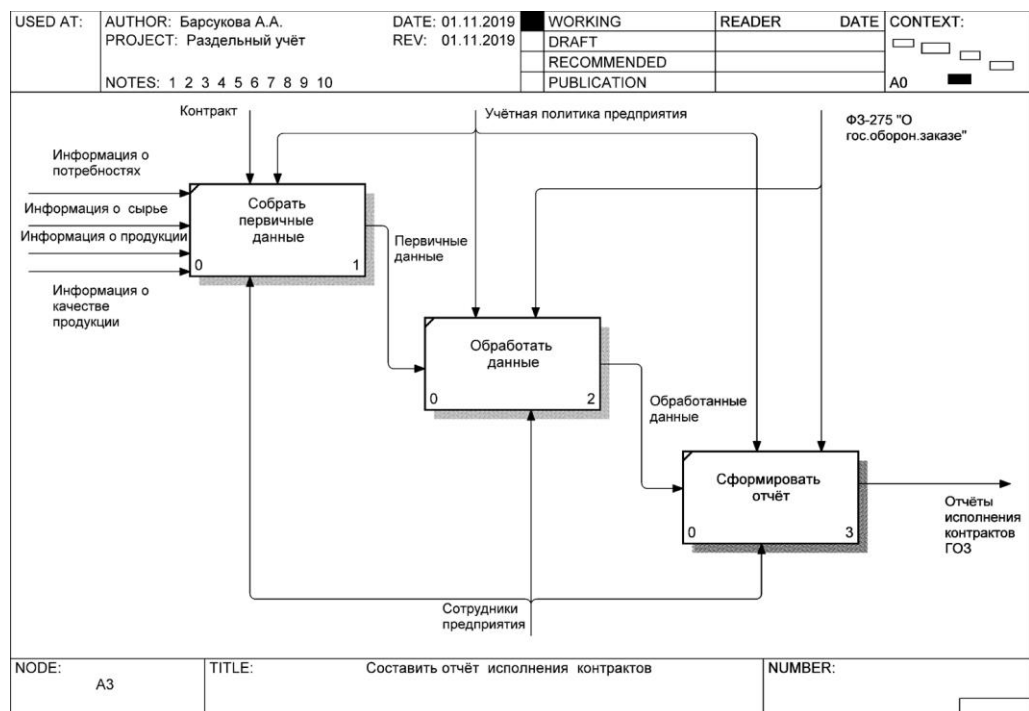 USED AT:
AUTHOR: Барсукова А.А.
DATE: 01.11.2019
PROJECT: Раздельный учёт
REV: 01.11.2019
NOTES: 1 2 3 4 5 6 7 8 9 10
WORKING
DRAFT
RECOMMENDED
PUBLICATION
READER
DATE
CONTEXT:
A0
Контракт
Учётная политика предприятия
ФЗ-275 "О
гос.оборон.заказе"
Информация о
потребностях
Информация о сырье
Информация о продукции
Информация о
качестве
продукции
Собрать
первичные
данные
0
1
Первичные
данные
Обработать
данные
0
2
Обработанные
данные
Сформировать
отчёт
0
3
Отчёты
исполнения
контрактов
ГОЗ
Сотрудники
предприятия
NODE:
A3
TITLE:
Составить отчёт исполнения контрактов
NUMBER: